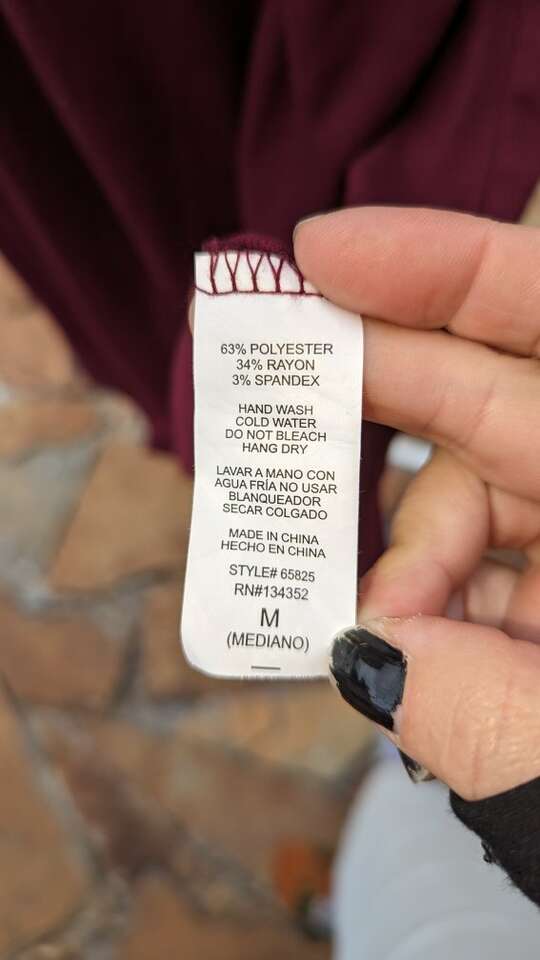 63% POLYESTER
34% RAYON
3% SPANDEX
HAND WASH
COLD WATER
DO NOT BLEACH
HANG DRY
LAVAR A MANO CON
AGUA FRÍA NO USAR
BLANQUEADOR
SECAR COLGADO
MADE IN CHINA
HECHO EN CHINA
STYLE# 65825
RN#134352
M
(MEDIANO)